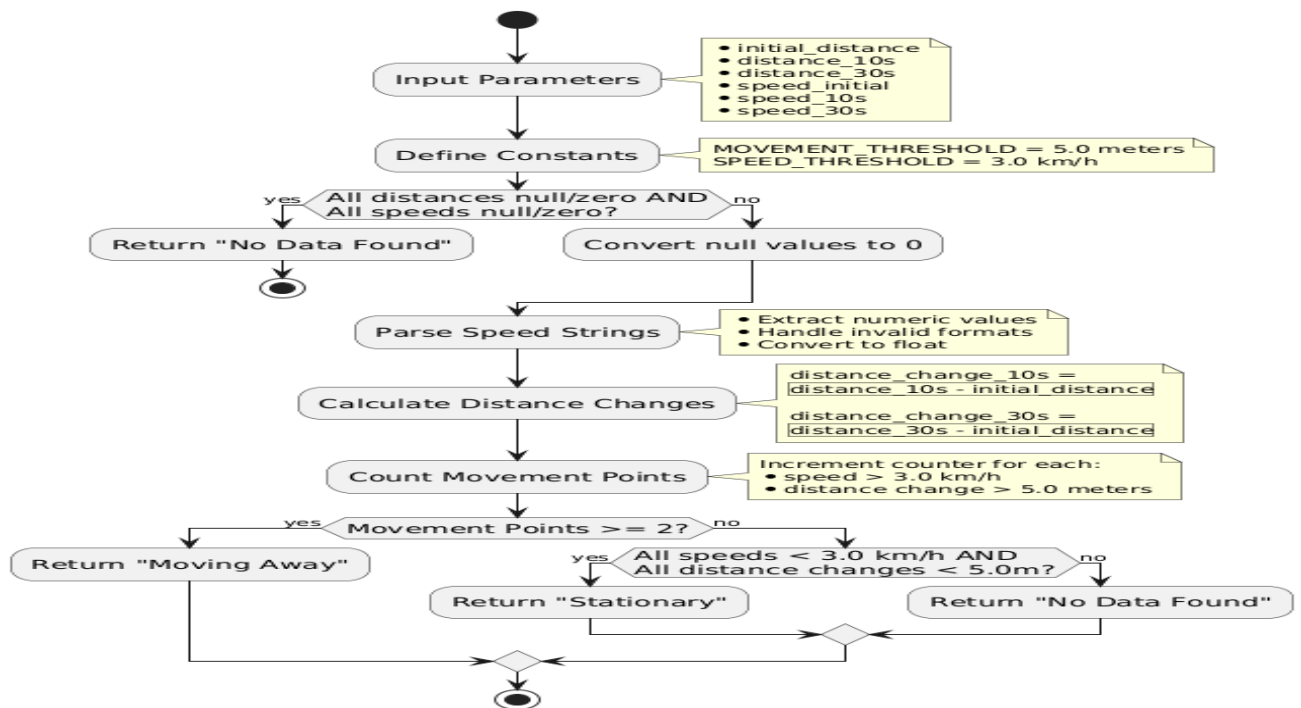 Input Parameters
• initial_distance
• distance_10s
• distance_30s
• speed_initial
• speed_10s
• speed_30s
Define Constants
MOVEMENT_THRESHOLD = 5.0 meters
SPEED_THRESHOLD = 3.0 km/h
yes
All distances null/zero AND
All speeds null/zero?
no
Return "No Data Found"
Convert null values to 0
Parse Speed Strings
• Extract numeric values
• Handle invalid formats
• Convert to float
Calculate Distance Changes
distance_change_10s =
distance_10s - initial_distance
distance_change_30s =
distance_30s - initial_distance
Count Movement Points
Increment counter for each:
• speed > 3.0 km/h
• distance change > 5.0 meters
yes
Movement Points >= 2?
no
Return "Moving Away"
yes
All speeds < 3.0 km/h AND
All distance changes < 5.0m?
no
Return "Stationary"
Return "No Data Found"